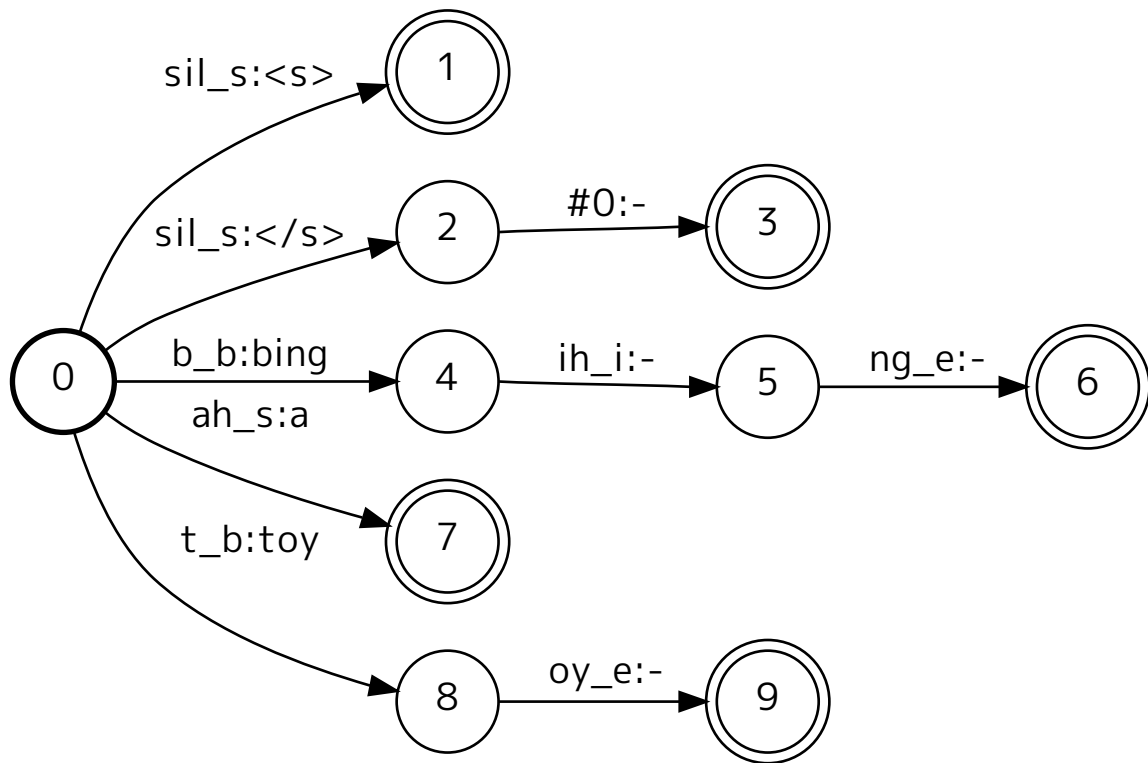 sil_s:<s>
1
sil_s:</s>
2
#0:-
3
0
b_b:bing
4
ih_i:-
5
ng_e:-
6
ah_s:a
7
t_b:toy
8
oy_e:-
9